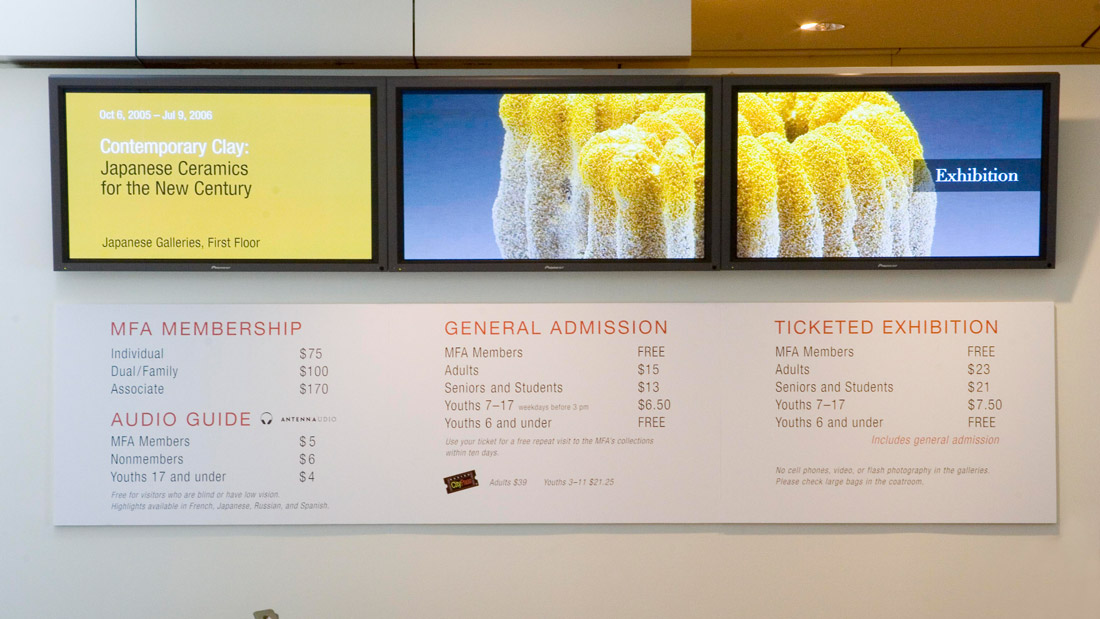 Oct 6, 2005 – Jul 9, 2006
Contemporary Clay:
Japanese Ceramics
for the New Century
Japanese Galleries, First Floor
Exhibition
Pioneer
Pioneer
Pioneer
MFA MEMBERSHIP
Individual $75
Dual/Family $100
Associate $170
AUDIO GUIDE ANTENNAUDIO
MFA Members $5
Nonmembers $6
Youths 17 and under $4
Free for visitors who are blind or have low vision.
Highlights available in French, Japanese, Russian, and Spanish.
GENERAL ADMISSION
MFA Members FREE
Adults $15
Seniors and Students $13
Youths 7–17 weekdays before 3 pm $6.50
Youths 6 and under FREE
Use your ticket for a free repeat visit to the MFA's collections
within ten days.
CityPass Adults $39 Youths 3–11 $21.25
TICKETED EXHIBITION
MFA Members FREE
Adults $23
Seniors and Students $21
Youths 7–17 $7.50
Youths 6 and under FREE
Includes general admission
No cell phones, video, or flash photography in the galleries.
Please check large bags in the coatroom.